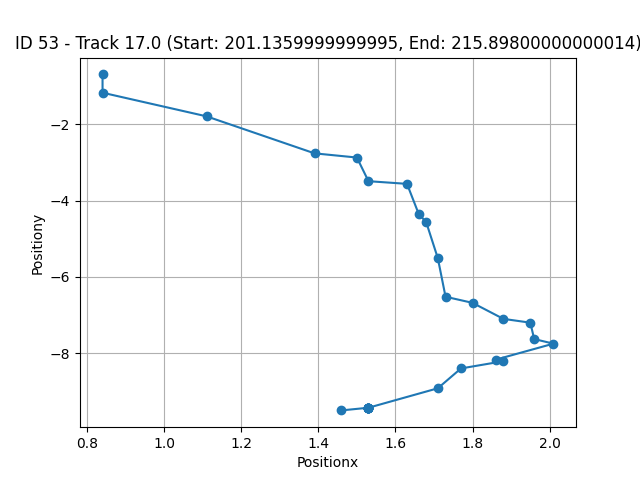 ID 53 - Track 17.0 (Start: 201.1359999999995, End: 215.89800000000014)
−2
−4
−6
−8
Positiony
0.8 1.0 1.2 1.4 1.6 1.8 2.0
Positionx